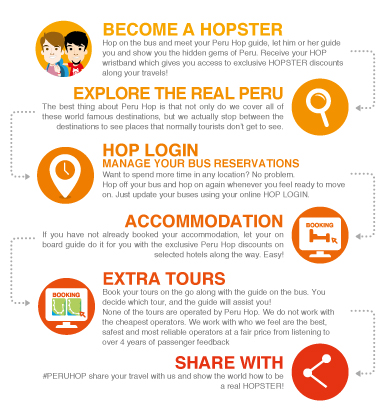 BECOME A HOPSTER
Hop on the bus and meet your Peru Hop guide, let him or her guide
you and show you the hidden gems of Peru. Receive your HOP
wristband which gives you access to exclusive HOPSTER discounts
along your travels!
EXPLORE THE REAL PERU
The best thing about Peru Hop is that not only do we cover all of
these world famous destinations, but we actually stop between the
destinations to see places that normally tourists don't get to see.
HOP LOGIN
MANAGE YOUR BUS RESERVATIONS
Want to spend more time in any location? No problem.
Hop off your bus and hop on again whenever you feel ready to move
on. Just update your buses using your online HOP LOGIN.
ACCOMMODATION
If you have not already booked your accommodation, let your on
board guide do it for you with the exclusive Peru Hop discounts on
selected hotels along the way. Easy!
BOOKING
EXTRA TOURS
Book your tours on the go along with the guide on the bus. You
decide which tour, and the guide will assist you!
None of the tours are operated by Peru Hop. We do not work with
the cheapest operators. We work with who we feel are the best,
safest and most reliable operators at a fair price from listening to
over 4 years of passenger feedback
BOOKING
SHARE WITH
#PERUHOP share your travel with us and show the world how to be
a real HOPSTER!